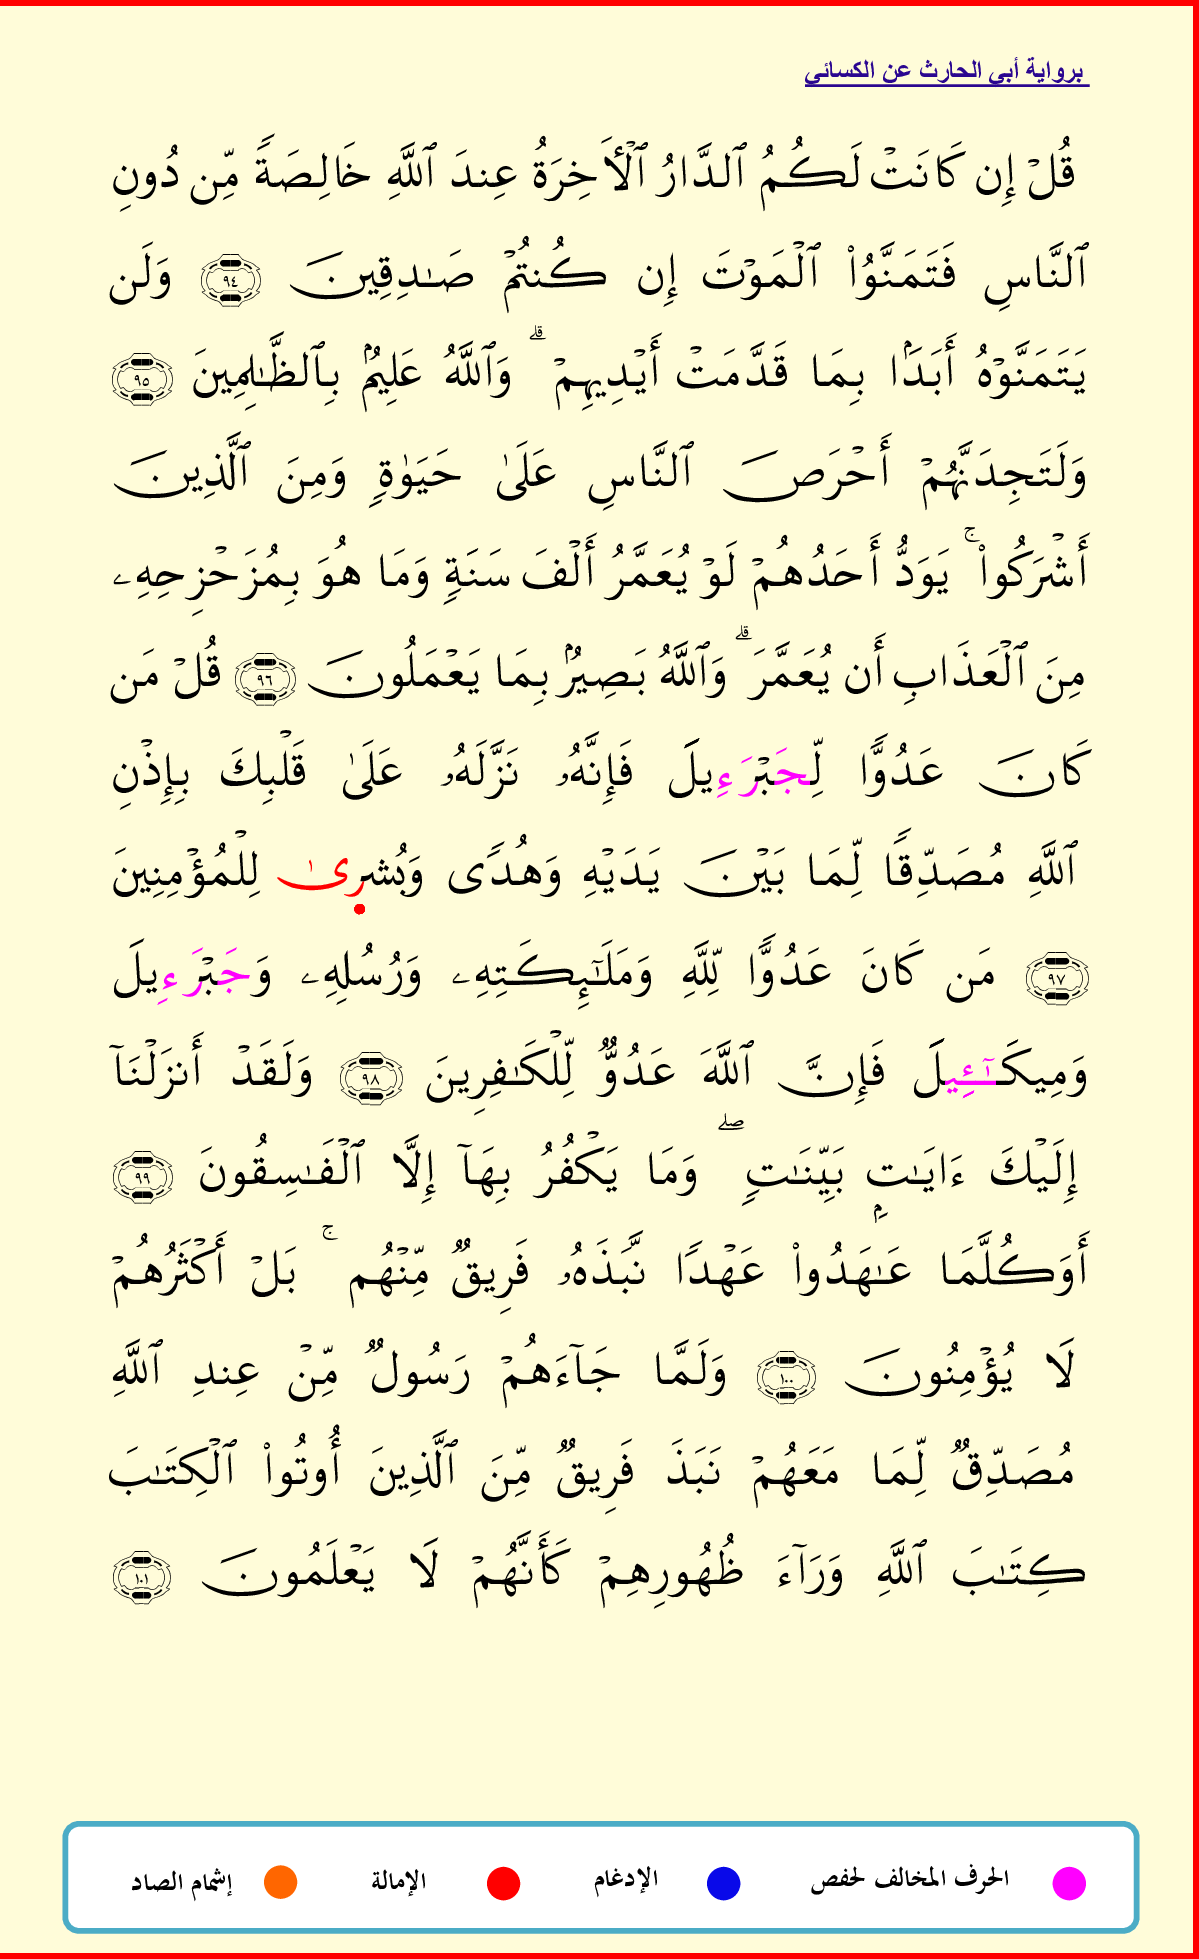 برواية أبي الحارث عن الكسائي
قُلۡ إِن كَانَتۡ لَكُمُ ٱلدَّارُ ٱلۡأٓخِرَةُ عِندَ ٱللَّهِ خَالِصَةٗ مِّن دُونِ
ٱلنَّاسِ فَتَمَنَّوُاْ ٱلۡمَوۡتَ إِن كُنتُمۡ صَٰدِقِينَ ٩٤ وَلَن
يَتَمَنَّوۡهُ أَبَدَۢا بِمَا قَدَّمَتۡ أَيۡدِيهِمۡۚ وَٱللَّهُ عَلِيمُۢ بِٱلظَّٰلِمِينَ ٩٥
وَلَتَجِدَنَّهُمۡ أَحۡرَصَ ٱلنَّاسِ عَلَىٰ حَيَوٰةٖ وَمِنَ ٱلَّذِينَ
أَشۡرَكُواْۚ يَوَدُّ أَحَدُهُمۡ لَوۡ يُعَمَّرُ أَلۡفَ سَنَةٖ وَمَا هُوَ بِمُزَحۡزِحِهِۦ
مِنَ ٱلۡعَذَابِ أَن يُعَمَّرَۗ وَٱللَّهُ بَصِيرُۢ بِمَا يَعۡمَلُونَ ٩٦ قُلۡ مَن
كَانَ عَدُوّٗا لِّجَبۡرَءِيلَ فَإِنَّهُۥ نَزَّلَهُۥ عَلَىٰ قَلۡبِكَ بِإِذۡنِ
ٱللَّهِ مُصَدِّقٗا لِّمَا بَيۡنَ يَدَيۡهِ وَهُدٗى وَبُشرِىٰ لِلۡمُؤۡمِنِينَ
٩٧ مَن كَانَ عَدُوّٗا لِّلَّهِ وَمَلَٰٓئِكَتِهِۦ وَرُسُلِهِۦ وَجَبۡرَءِيلَ
وَمِيكَـٰٓئِيلَ فَإِنَّ ٱللَّهَ عَدُوّٞ لِّلۡكَٰفِرِينَ ٩٨ وَلَقَدۡ أَنزَلۡنَآ
إِلَيۡكَ ءَايَٰتِۭ بَيِّنَٰتٖۖ وَمَا يَكۡفُرُ بِهَآ إِلَّا ٱلۡفَٰسِقُونَ ٩٩
أَوَكُلَّمَا عَٰهَدُواْ عَهۡدٗا نَّبَذَهُۥ فَرِيقٞ مِّنۡهُمۚ بَلۡ أَكۡثَرُهُمۡ
لَا يُؤۡمِنُونَ ١٠٠ وَلَمَّا جَآءَهُمۡ رَسُولٞ مِّنۡ عِندِ ٱللَّهِ
مُصَدِّقٞ لِّمَا مَعَهُمۡ نَبَذَ فَرِيقٞ مِّنَ ٱلَّذِينَ أُوتُواْ ٱلۡكِتَٰبَ
كِتَٰبَ ٱللَّهِ وَرَآءَ ظُهُورِهِمۡ كَأَنَّهُمۡ لَا يَعۡلَمُونَ ١٠١
الحرف المخالف لحفص الإدغام الإمالة إشمام الصاد